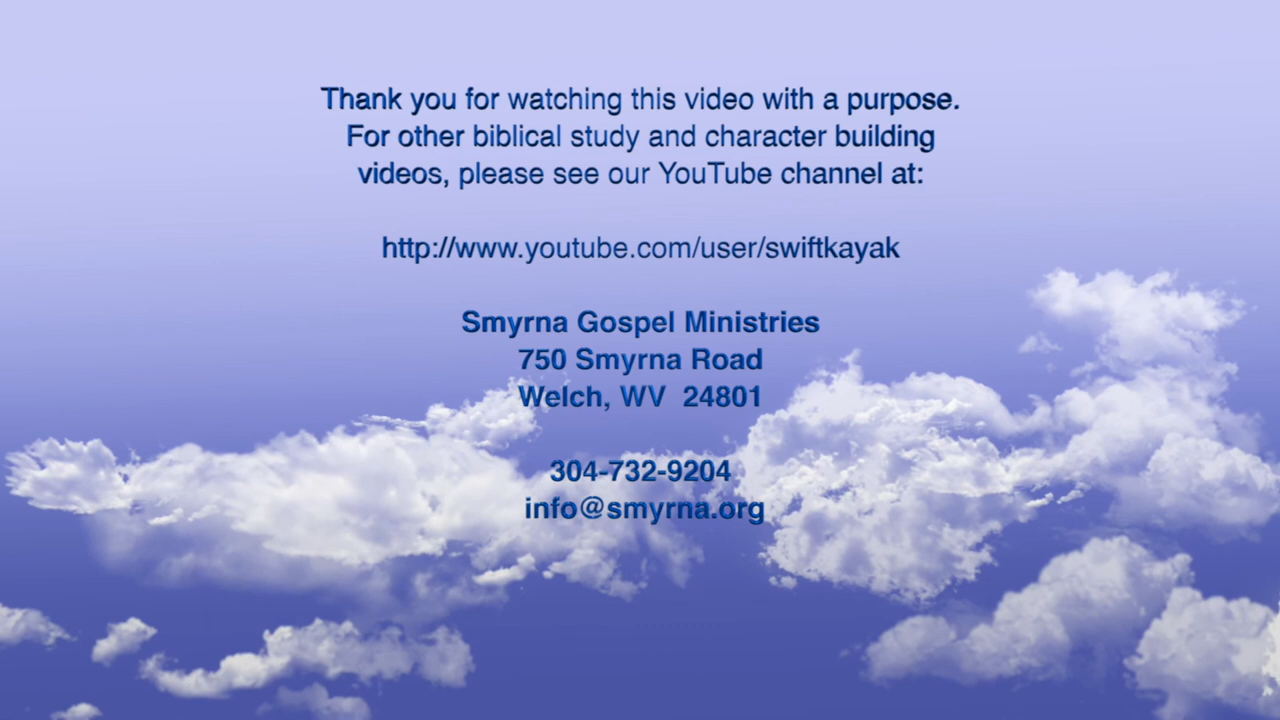 Thank you for watching this video with a purpose.
For other biblical study and character building
videos, please see our YouTube channel at:
http://www.youtube.com/user/swiftkayak
Smyrna Gospel Ministries
750 Smyrna Road
Welch, WV  24801
304-732-9204
info@smyrna.org